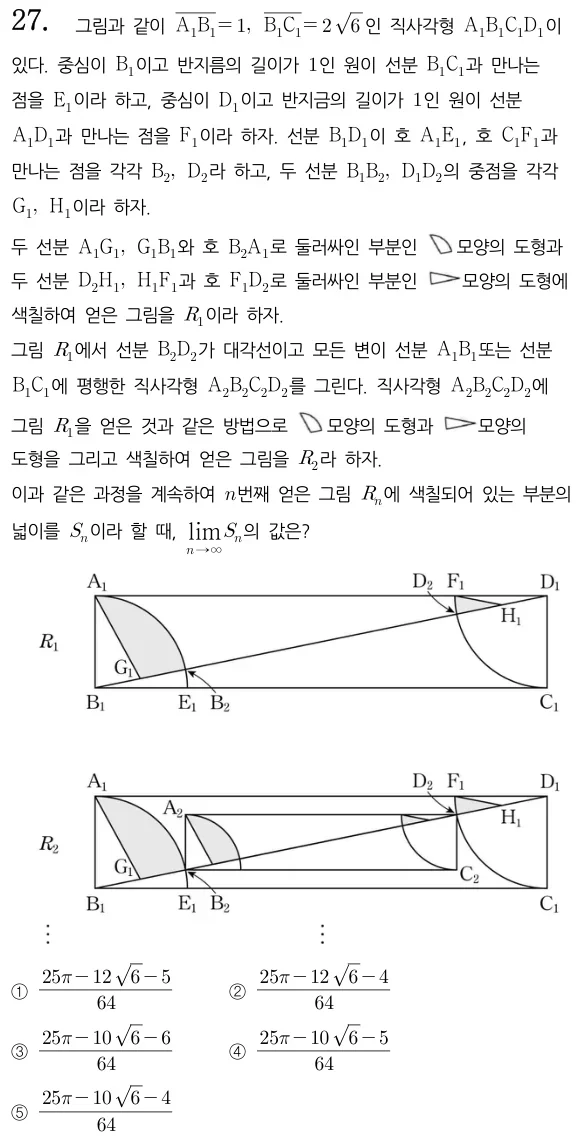 27. 그림과 같이 A₁B₁=1, B₁C₁=2√6인 직사각형 A₁B₁C₁D₁이
있다. 중심이 B₁이고 반지름의 길이가 1인 원이 선분 B₁C₁과 만나는
점을 E₁이라 하고, 중심이 D₁이고 반지금의 길이가 1인 원이 선분
A₁D₁과 만나는 점을 F₁이라 하자. 선분 B₁D₁이 호 A₁E₁, 호 C₁F₁과
만나는 점을 각각 B₂, D₂라 하고, 두 선분 B₁B₂, D₁D₂의 중점을 각각
G₁, H₁이라 하자.
두 선분 A₁G₁, G₁B₁와 호 B₂A₁로 둘러싸인 부분인 모양의 도형과
두 선분 D₂H₁, H₁F₁과 호 F₁D₂로 둘러싸인 부분인 모양의 도형에
색칠하여 얻은 그림을 R₁이라 하자.
그림 R₁에서 선분 B₂D₂가 대각선이고 모든 변이 선분 A₁B₁또는 선분
B₁C₁에 평행한 직사각형 A₂B₂C₂D₂를 그린다. 직사각형 A₂B₂C₂D₂에
그림 R₁을 얻은 것과 같은 방법으로 모양의 도형과 모양의
도형을 그리고 색칠하여 얻은 그림을 R₂라 하자.
이과 같은 과정을 계속하여 n번째 얻은 그림 Rₙ에 색칠되어 있는 부분의
넓이를 Sₙ이라 할 때, lim Sₙ의 값은?
n→∞
A₁ D₂ F₁ D₁
R₁ H₁
G₁
B₁ E₁ B₂ C₁
A₁ D₂ F₁ D₁
A₂ H₁
R₂
G₁ C₂
B₁ E₁ B₂ C₁
⋮ ⋮
① (25π−12√6−5)/64 ② (25π−12√6−4)/64
③ (25π−10√6−6)/64 ④ (25π−10√6−5)/64
⑤ (25π−10√6−4)/64